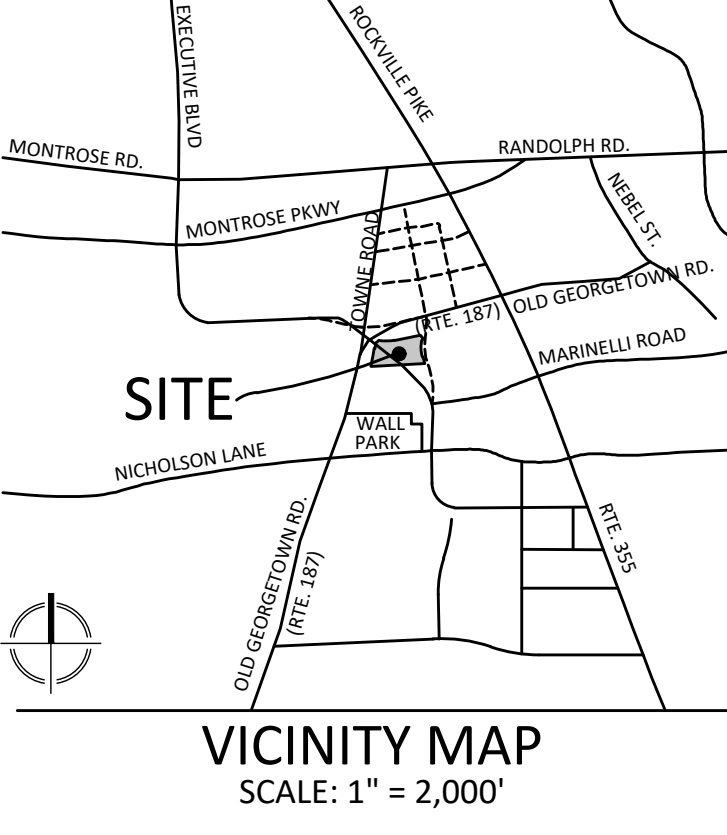 EXECUTIVE BLVD
ROCKVILLE PIKE
MONTROSE RD.
RANDOLPH RD.
NEBEL ST.
MONTROSE PKWY
TOWNE ROAD
OLD GEORGETOWN RD.
(RTE. 187)
MARINELLI ROAD
SITE
WALL
PARK
NICHOLSON LANE
RTE. 355
OLD GEORGETOWN RD.
(RTE. 187)
VICINITY MAP
SCALE: 1" = 2,000'